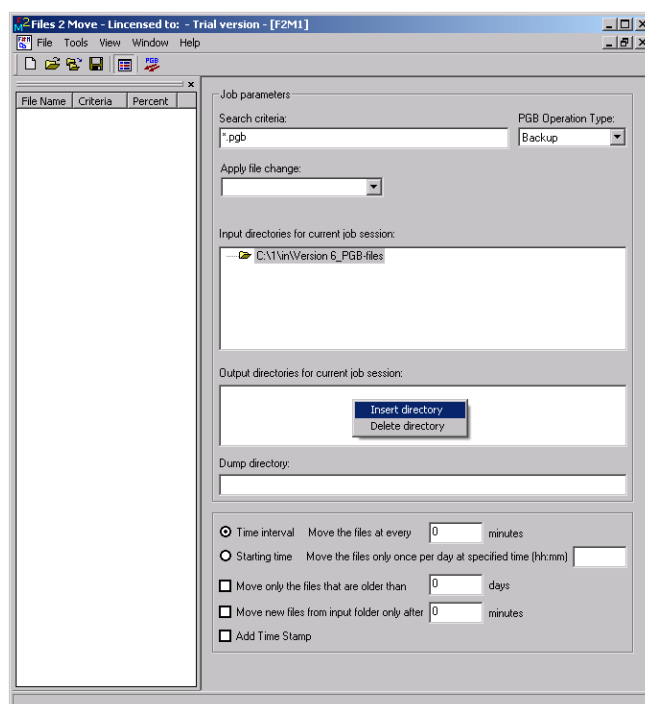 Files 2 Move - Lincensed to: - Trial version - [F2M1]
File Tools View Window Help
PGB
File Name Criteria Percent
Job parameters
Search criteria:
PGB Operation Type:
*.pgb
Backup
Apply file change:
Input directories for current job session:
C:\1\in\Version 6_PGB-files
Output directories for current job session:
Insert directory
Delete directory
Dump directory:
Time interval Move the files at every 0 minutes
Starting time Move the files only once per day at specified time (hh:mm)
Move only the files that are older than 0 days
Move new files from input folder only after 0 minutes
Add Time Stamp